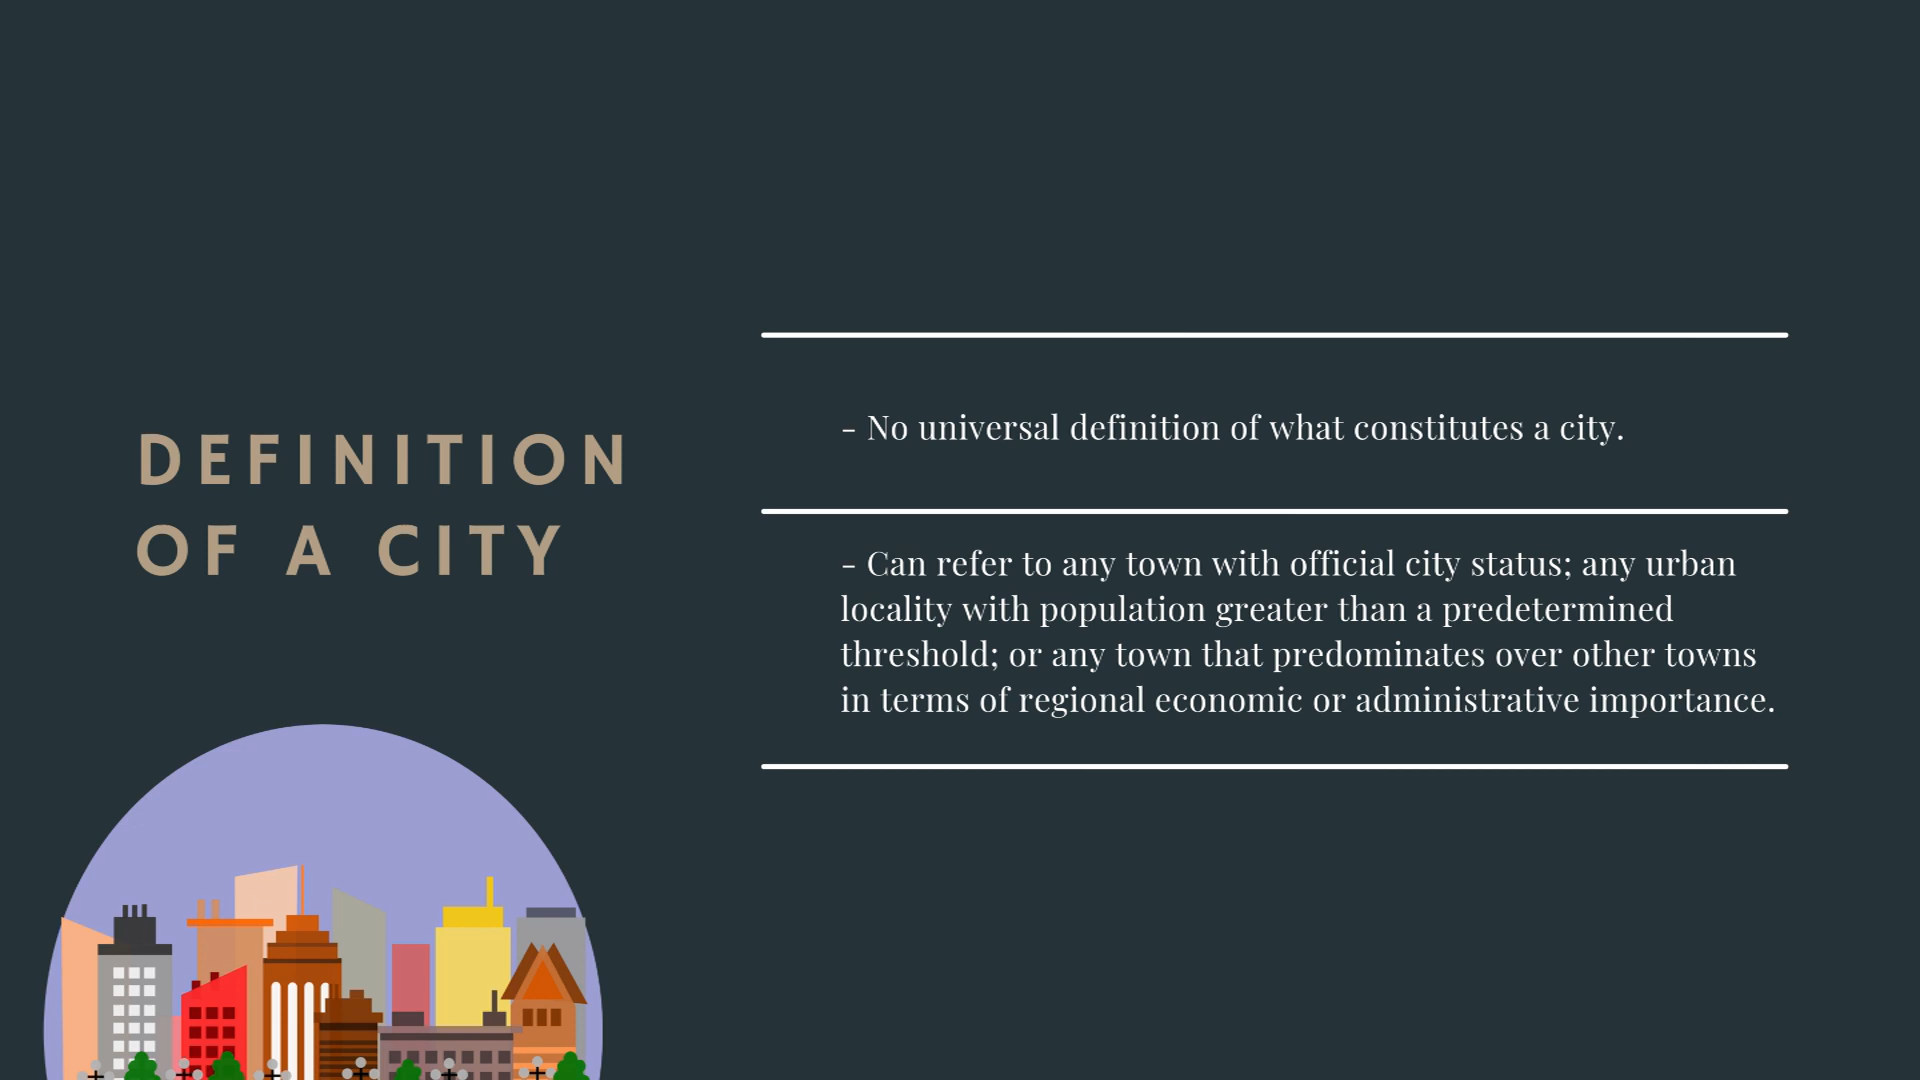 DEFINITION
OF A CITY
- No universal definition of what constitutes a city.
- Can refer to any town with official city status; any urban
locality with population greater than a predetermined
threshold; or any town that predominates over other towns
in terms of regional economic or administrative importance.